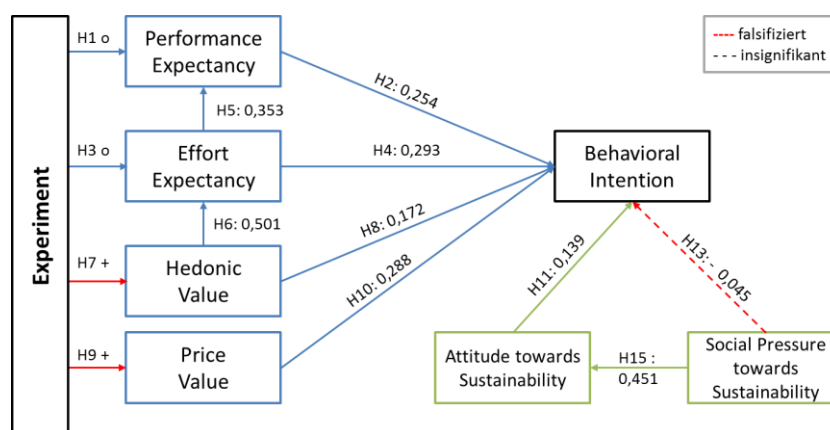 H1 o
Performance
Expectancy
falsifiziert
insignifikant
H2: 0,254
H5: 0,353
H3 o
Effort
Expectancy
H4: 0,293
Behavioral
Intention
Experiment
H6: 0,501
H8: 0,172
H7 +
Hedonic
Value
H10: 0,288
H11: 0,139
H13: - 0,045
H9 +
Price
Value
Attitude towards
Sustainability
H15 :
0,451
Social Pressure
towards
Sustainability